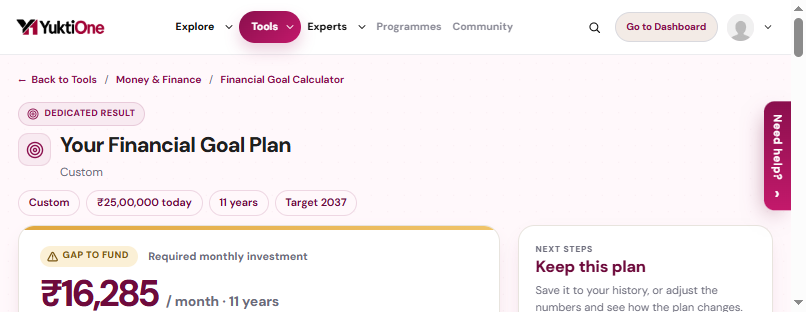 YuktiOne
Explore Tools Experts Programmes Community Go to Dashboard
← Back to Tools / Money & Finance / Financial Goal Calculator
DEDICATED RESULT
Your Financial Goal Plan
Custom
Custom ₹25,00,000 today 11 years Target 2037
GAP TO FUND Required monthly investment
₹16,285 / month · 11 years
NEXT STEPS
Keep this plan
Save it to your history, or adjust the
numbers and see how the plan changes.
Need help? ›